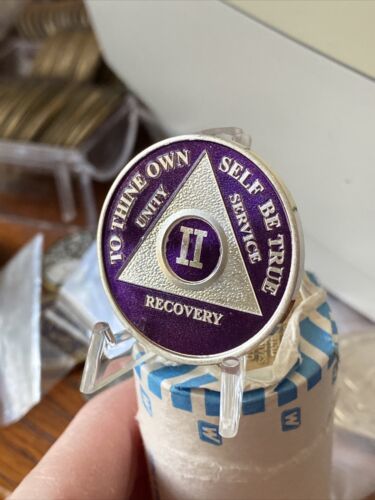 TO THINE OWN SELF BE TRUE
UNITY
SERVICE
II
RECOVERY
W
W
W